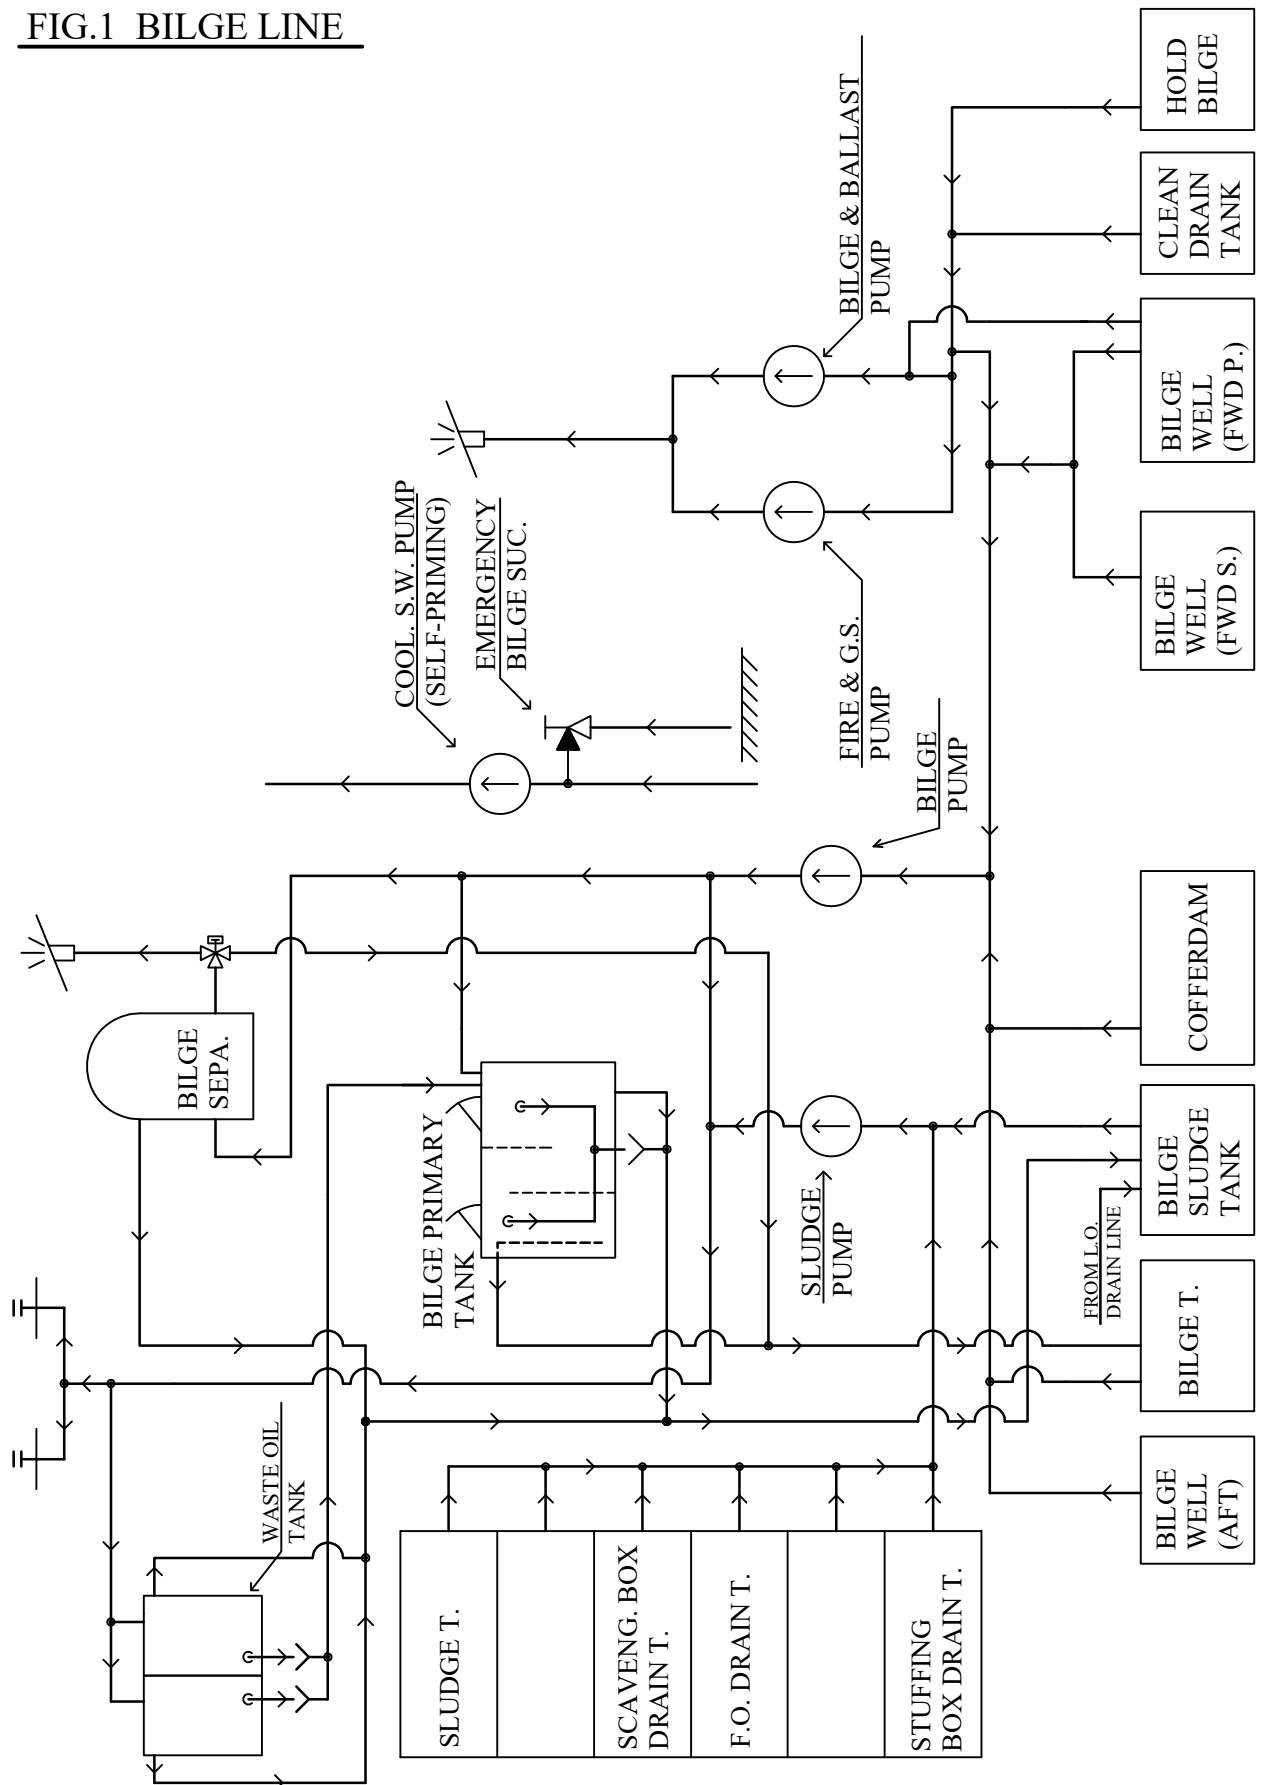 FIG.1 BILGE LINE
HOLD
BILGE
CLEAN
DRAIN
TANK
BILGE
WELL
(FWD P.)
BILGE
WELL
(FWD S.)
BILGE & BALLAST
PUMP
FIRE & G.S.
PUMP
COOL. S.W. PUMP
(SELF-PRIMING)
EMERGENCY
BILGE SUC.
BILGE
PUMP
COFFERDAM
BILGE
SLUDGE
TANK
FROM L.O.
DRAIN LINE
BILGE T.
BILGE
WELL
(AFT)
BILGE
SEPA.
BILGE PRIMARY
TANK
SLUDGE
PUMP
WASTE OIL
TANK
SLUDGE T.
SCAVENG. BOX
DRAIN T.
F.O. DRAIN T.
STUFFING
BOX DRAIN T.